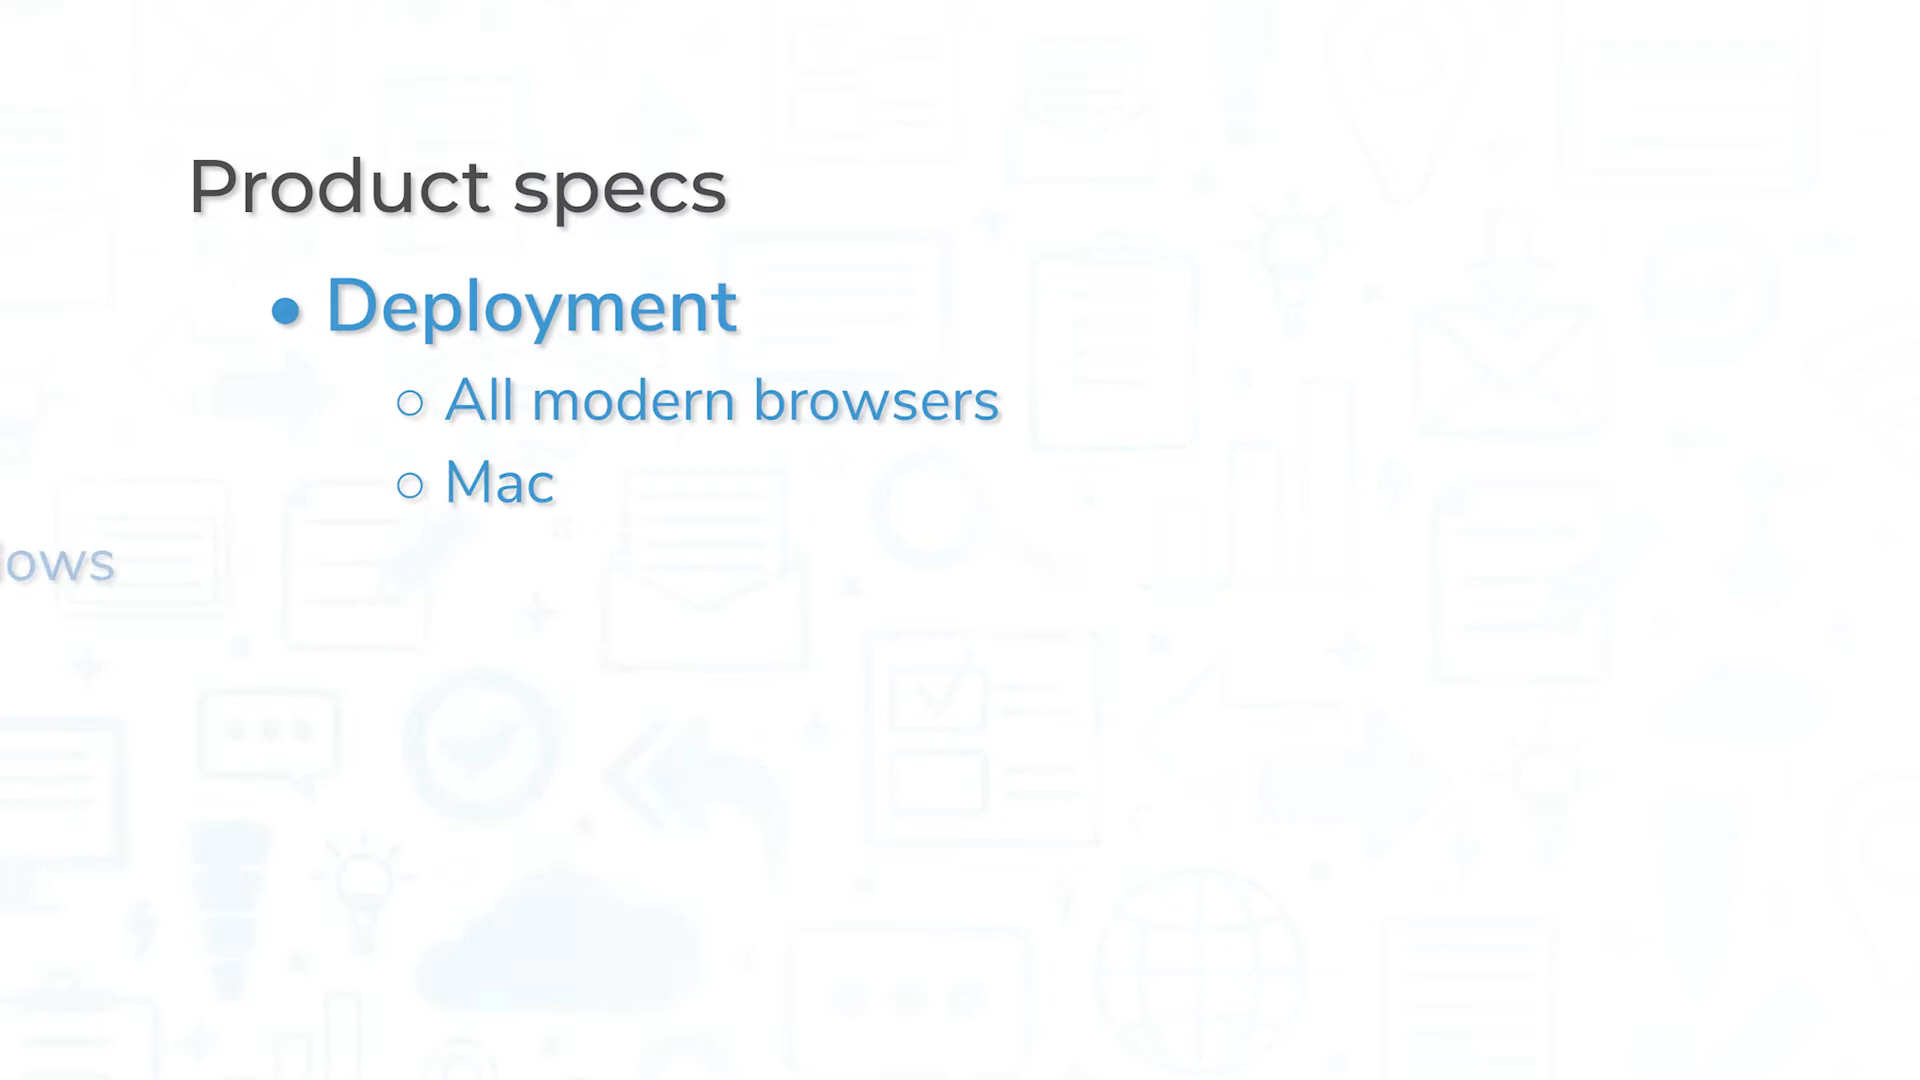 Product specs
• Deployment
○ All modern browsers
○ Mac
lows